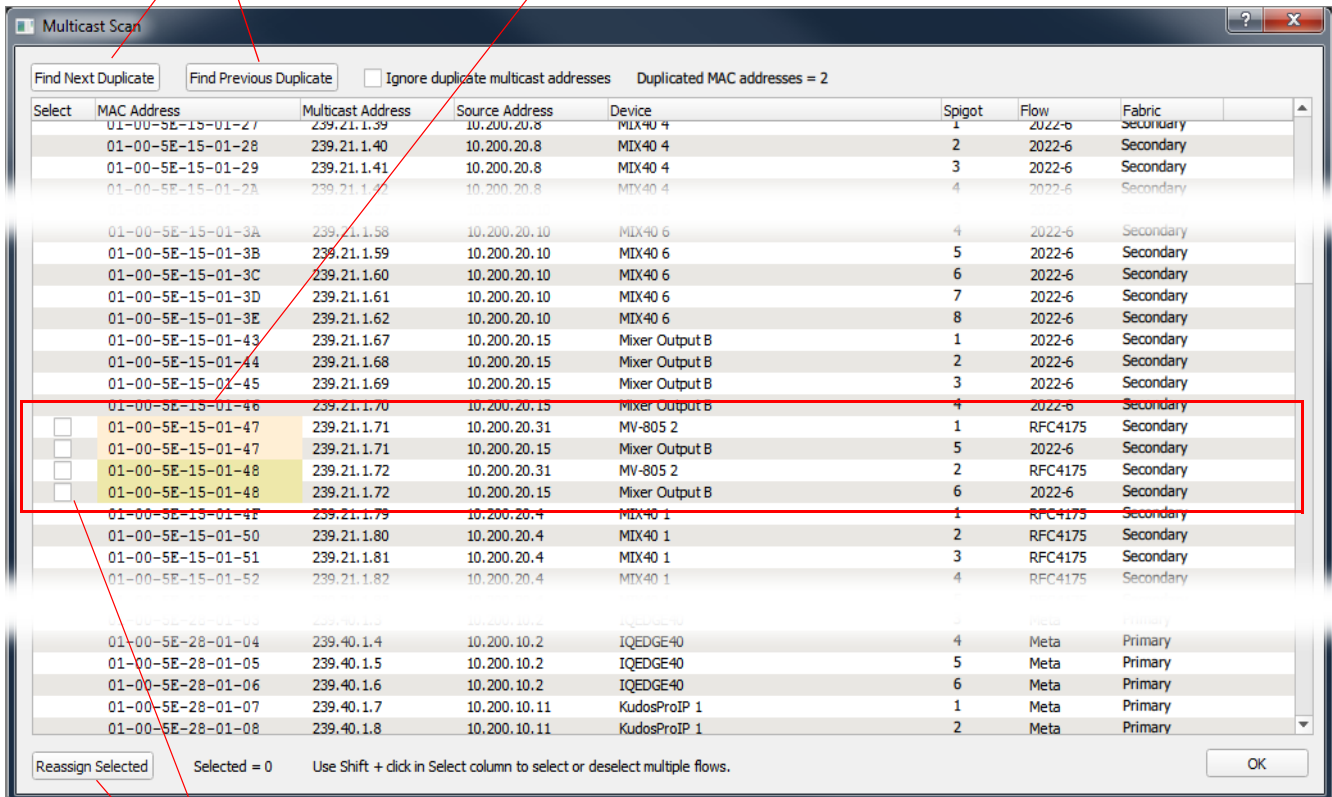 Multicast Scan
Find Next Duplicate Find Previous Duplicate Ignore duplicate multicast addresses Duplicated MAC addresses = 2
Select MAC Address Multicast Address Source Address Device Spigot Flow Fabric
01-00-5E-15-01-27 239.21.1.39 10.200.20.8 MIX40 4 1 2022-6 Secondary
01-00-5E-15-01-28 239.21.1.40 10.200.20.8 MIX40 4 2 2022-6 Secondary
01-00-5E-15-01-29 239.21.1.41 10.200.20.8 MIX40 4 3 2022-6 Secondary
01-00-5E-15-01-2A 239.21.1.42 10.200.20.8 MIX40 4 4 2022-6 Secondary
01-00-5E-15-01-3A 239.21.1.58 10.200.20.10 MIX40 6 4 2022-6 Secondary
01-00-5E-15-01-3B 239.21.1.59 10.200.20.10 MIX40 6 5 2022-6 Secondary
01-00-5E-15-01-3C 239.21.1.60 10.200.20.10 MIX40 6 6 2022-6 Secondary
01-00-5E-15-01-3D 239.21.1.61 10.200.20.10 MIX40 6 7 2022-6 Secondary
01-00-5E-15-01-3E 239.21.1.62 10.200.20.10 MIX40 6 8 2022-6 Secondary
01-00-5E-15-01-43 239.21.1.67 10.200.20.15 Mixer Output B 1 2022-6 Secondary
01-00-5E-15-01-44 239.21.1.68 10.200.20.15 Mixer Output B 2 2022-6 Secondary
01-00-5E-15-01-45 239.21.1.69 10.200.20.15 Mixer Output B 3 2022-6 Secondary
01-00-5E-15-01-46 239.21.1.70 10.200.20.15 Mixer Output B 4 2022-6 Secondary
01-00-5E-15-01-47 239.21.1.71 10.200.20.31 MV-805 2 1 RFC4175 Secondary
01-00-5E-15-01-47 239.21.1.71 10.200.20.15 Mixer Output B 5 2022-6 Secondary
01-00-5E-15-01-48 239.21.1.72 10.200.20.31 MV-805 2 2 RFC4175 Secondary
01-00-5E-15-01-48 239.21.1.72 10.200.20.15 Mixer Output B 6 2022-6 Secondary
01-00-5E-15-01-4F 239.21.1.79 10.200.20.4 MIX40 1 1 RFC4175 Secondary
01-00-5E-15-01-50 239.21.1.80 10.200.20.4 MIX40 1 2 RFC4175 Secondary
01-00-5E-15-01-51 239.21.1.81 10.200.20.4 MIX40 1 3 RFC4175 Secondary
01-00-5E-15-01-52 239.21.1.82 10.200.20.4 MIX40 1 4 RFC4175 Secondary
01-00-5E-28-01-04 239.40.1.4 10.200.10.2 IQEDGE40 4 Meta Primary
01-00-5E-28-01-05 239.40.1.5 10.200.10.2 IQEDGE40 5 Meta Primary
01-00-5E-28-01-06 239.40.1.6 10.200.10.2 IQEDGE40 6 Meta Primary
01-00-5E-28-01-07 239.40.1.7 10.200.10.11 KudosProIP 1 1 Meta Primary
01-00-5E-28-01-08 239.40.1.8 10.200.10.11 KudosProIP 1 2 Meta Primary
Reassign Selected Selected = 0 Use Shift + click in Select column to select or deselect multiple flows. OK